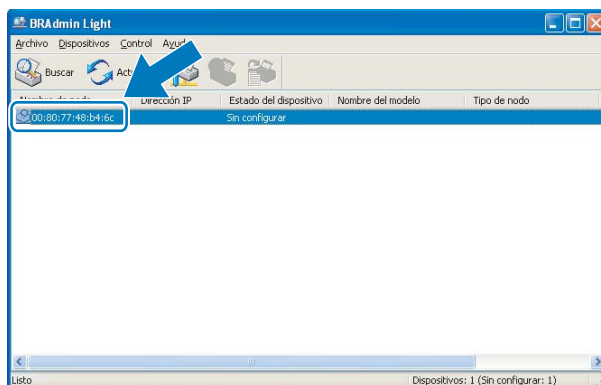 BRAdmin Light
Archivo Dispositivos Control
Buscar
Dirección IP Estado del dispositivo Nombre del modelo Tipo de nodo
00:80:77:48:b4:6c Sin configurar
Listo Dispositivos: 1 (Sin configurar: 1)